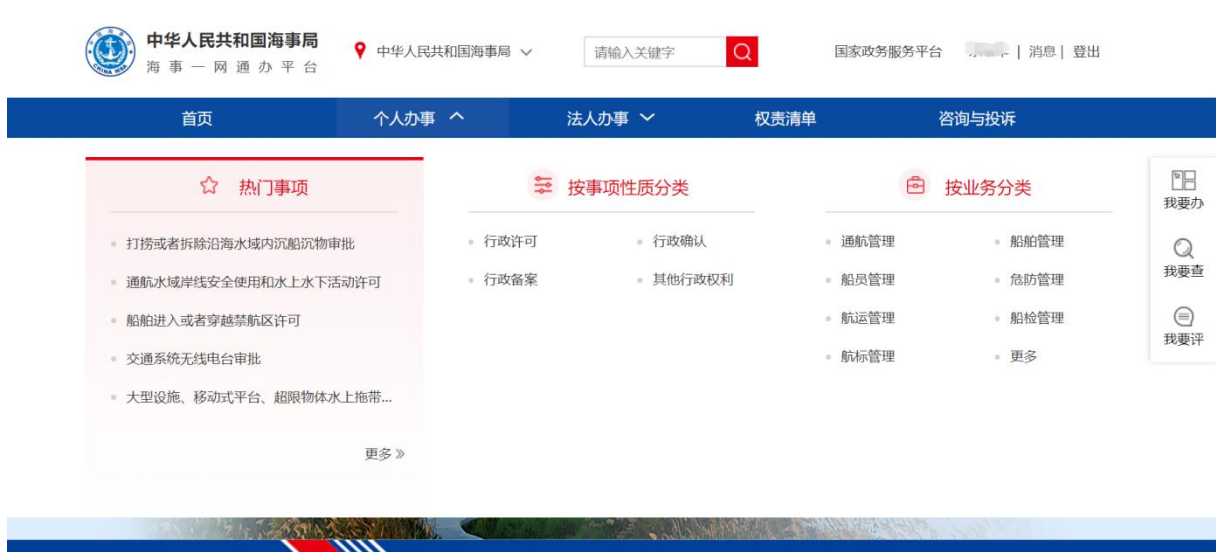 中华人民共和国海事局
海事一网通办平台
中华人民共和国海事局
请输入关键字
国家政务服务平台
| 消息 | 登出
首页 个人办事 法人办事 权责清单 咨询与投诉
热门事项
打捞或者拆除沿海水域内沉船沉物审批
通航水域岸线安全使用和水上水下活动许可
船舶进入或者穿越禁航区许可
交通系统无线电台审批
大型设施、移动式平台、超限物体水上拖带...
更多》
按事项性质分类
行政许可 行政确认
行政备案 其他行政权利
按业务分类
通航管理 船舶管理
船员管理 危防管理
航运管理 船检管理
航标管理 更多
我要办
我要查
我要评
CHINA MSA